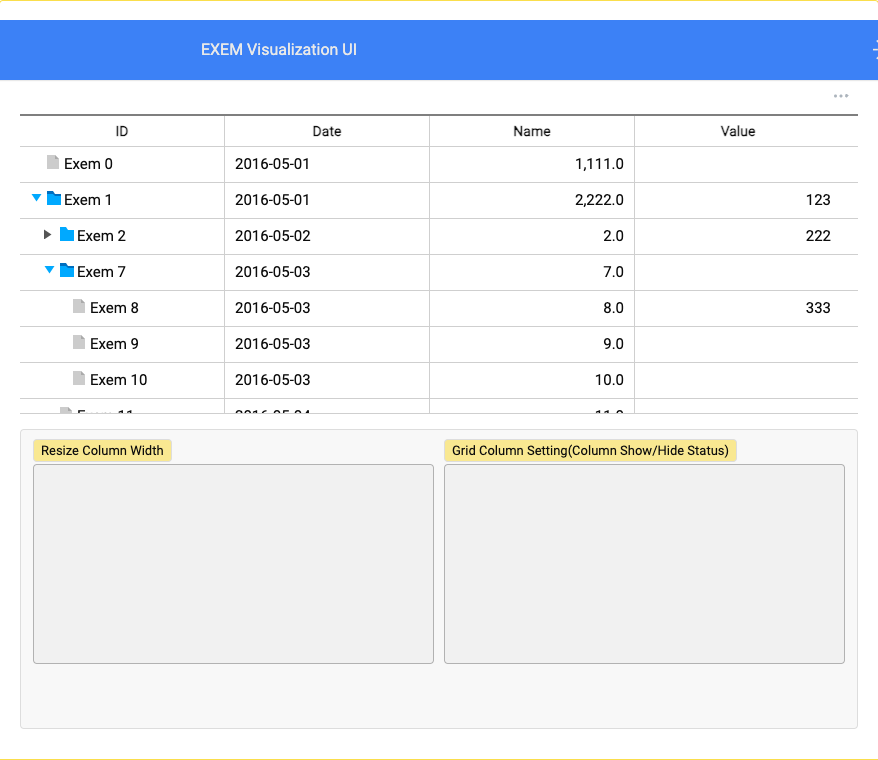 EXEM Visualization UI
ID Date Name Value
Exem 0 2016-05-01 1,111.0
Exem 1 2016-05-01 2,222.0 123
Exem 2 2016-05-02 2.0 222
Exem 7 2016-05-03 7.0
Exem 8 2016-05-03 8.0 333
Exem 9 2016-05-03 9.0
Exem 10 2016-05-03 10.0
Resize Column Width Grid Column Setting(Column Show/Hide Status)